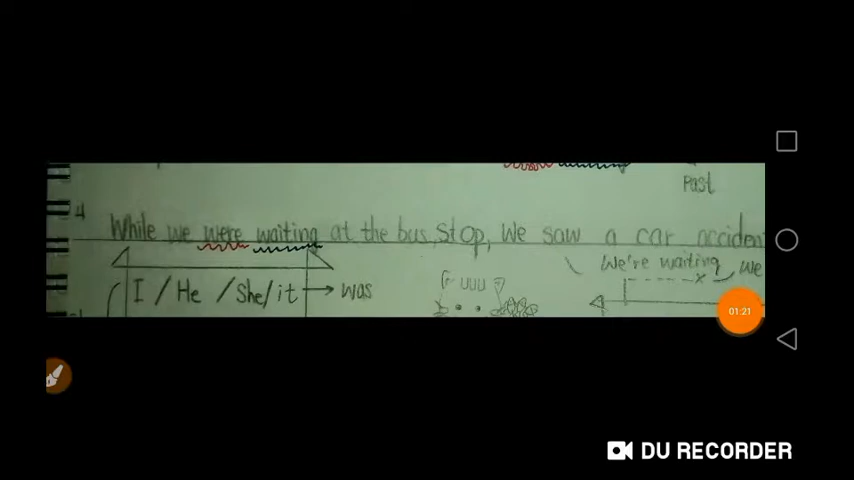 Past
4 While we were waiting at the bus stop, we saw a car acciden
We're waiting we
I / He / She/it → was
01:21
DU RECORDER